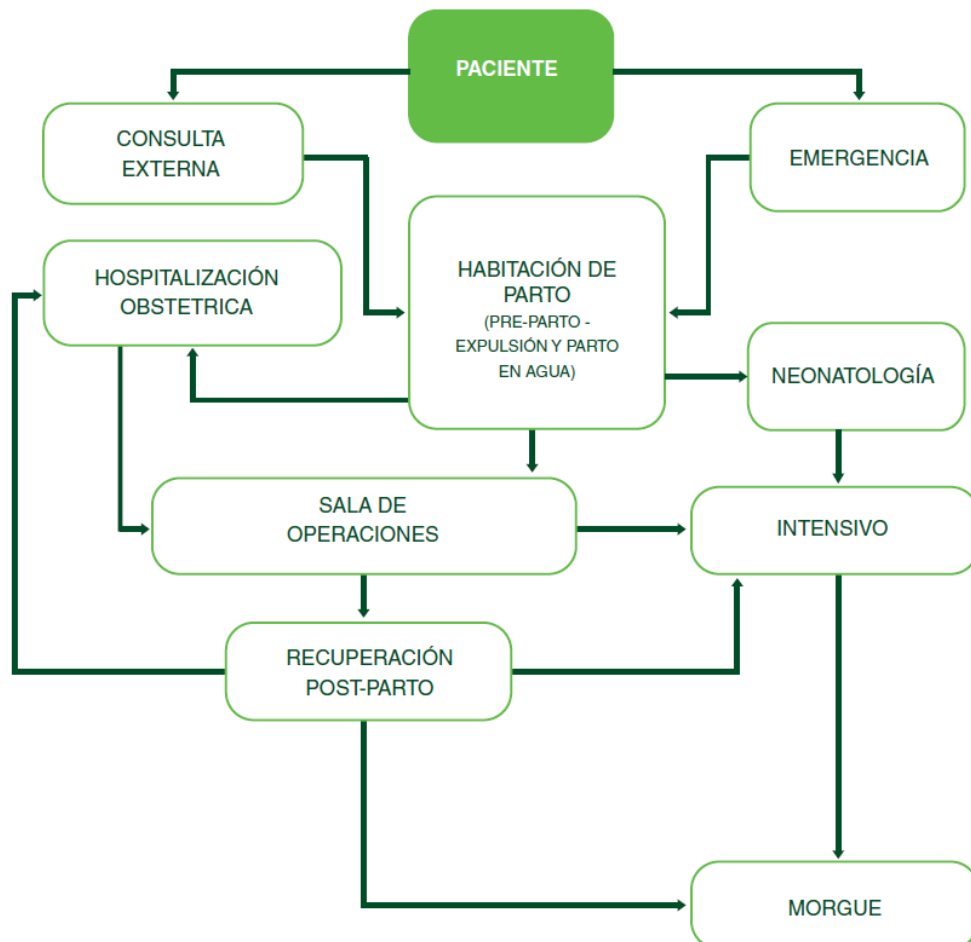 PACIENTE
CONSULTA
EXTERNA
EMERGENCIA
HOSPITALIZACIÓN
OBSTETRICA
HABITACIÓN DE
PARTO
(PRE-PARTO -
EXPULSIÓN Y PARTO
EN AGUA)
NEONATOLOGÍA
SALA DE
OPERACIONES
INTENSIVO
RECUPERACIÓN
POST-PARTO
MORGUE